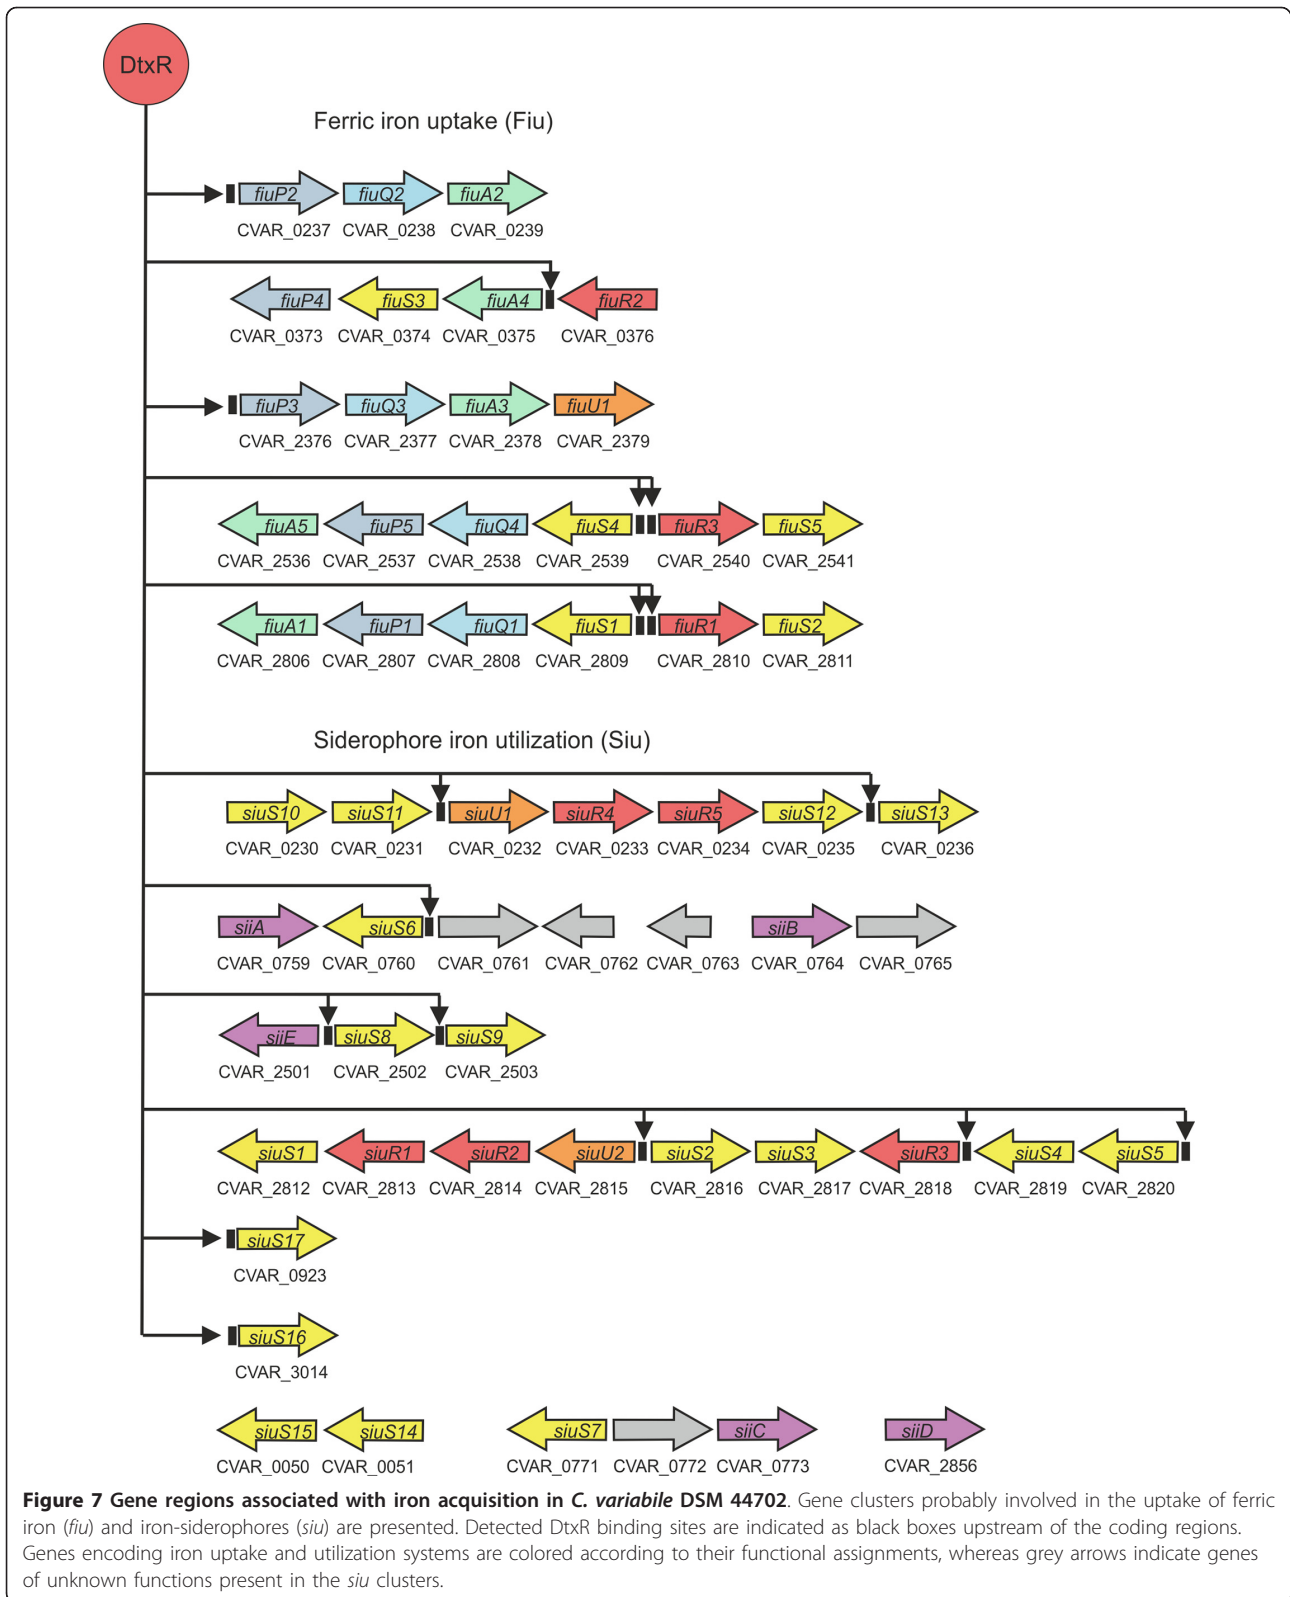 DtxR
Ferric iron uptake (Fiu)
fiuP2 fiuQ2 fiuA2
CVAR_0237 CVAR_0238 CVAR_0239
fiuP4 fiuS3 fiuA4 fiuR2
CVAR_0373 CVAR_0374 CVAR_0375 CVAR_0376
fiuP3 fiuQ3 fiuA3 fiuU1
CVAR_2376 CVAR_2377 CVAR_2378 CVAR_2379
fiuA5 fiuP5 fiuQ4 fiuS4 fiuR3 fiuS5
CVAR_2536 CVAR_2537 CVAR_2538 CVAR_2539 CVAR_2540 CVAR_2541
fiuA1 fiuP1 fiuQ1 fiuS1 fiuR1 fiuS2
CVAR_2806 CVAR_2807 CVAR_2808 CVAR_2809 CVAR_2810 CVAR_2811
Siderophore iron utilization (Siu)
siuS10 siuS11 siuU1 siuR4 siuR5 siuS12 siuS13
CVAR_0230 CVAR_0231 CVAR_0232 CVAR_0233 CVAR_0234 CVAR_0235 CVAR_0236
siiA siuS6 siiB
CVAR_0759 CVAR_0760 CVAR_0761 CVAR_0762 CVAR_0763 CVAR_0764 CVAR_0765
siiE siuS8 siuS9
CVAR_2501 CVAR_2502 CVAR_2503
siuS1 siuR1 siuR2 siuU2 siuS2 siuS3 siuR3 siuS4 siuS5
CVAR_2812 CVAR_2813 CVAR_2814 CVAR_2815 CVAR_2816 CVAR_2817 CVAR_2818 CVAR_2819 CVAR_2820
siuS17
CVAR_0923
siuS16
CVAR_3014
siuS15 siuS14 siuS7 siiC siiD
CVAR_0050 CVAR_0051 CVAR_0771 CVAR_0772 CVAR_0773 CVAR_2856
Figure 7 Gene regions associated with iron acquisition in C. variabile DSM 44702. Gene clusters probably involved in the uptake of ferric
iron (fiu) and iron-siderophores (siu) are presented. Detected DtxR binding sites are indicated as black boxes upstream of the coding regions.
Genes encoding iron uptake and utilization systems are colored according to their functional assignments, whereas grey arrows indicate genes
of unknown functions present in the siu clusters.